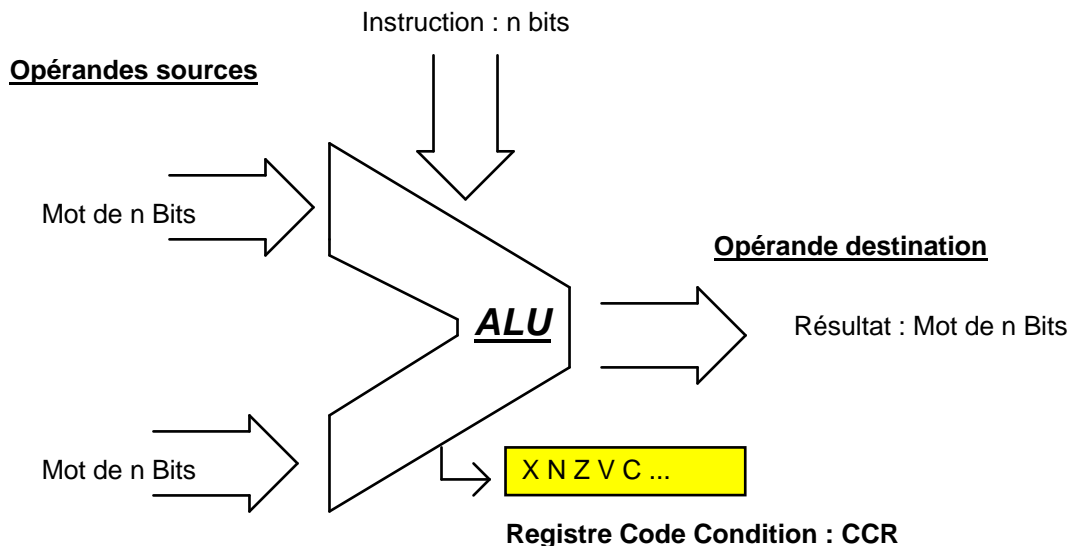 Instruction : n bits
Opérandes sources
Mot de n Bits
Opérande destination
ALU
Résultat : Mot de n Bits
Mot de n Bits
X N Z V C ...
Registre Code Condition : CCR